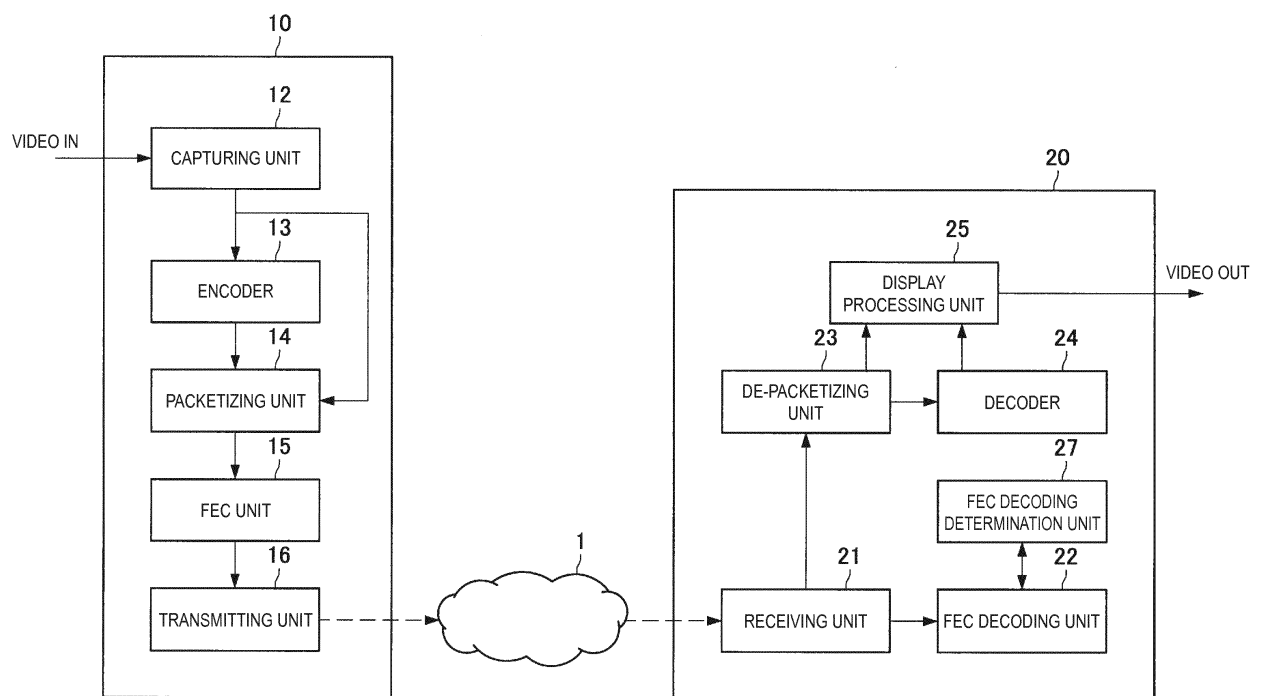 10
12
VIDEO IN
CAPTURING UNIT
13
ENCODER
14
PACKETIZING UNIT
15
FEC UNIT
16
TRANSMITTING UNIT
1
20
25
DISPLAY
PROCESSING UNIT
VIDEO OUT
23
DE-PACKETIZING
UNIT
24
DECODER
27
FEC DECODING
DETERMINATION UNIT
21
RECEIVING UNIT
22
FEC DECODING UNIT